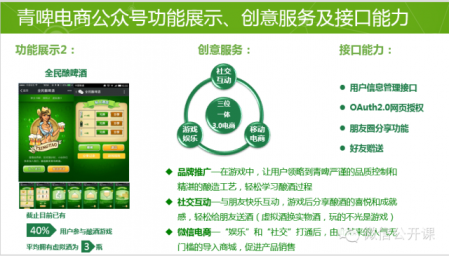 青啤电商公众号功能展示、创意服务及接口能力
功能展示2：
全民酿啤酒
截止目前已有
40% 用户参与酿酒游戏
平均拥有虚拟酒为 3 瓶
创意服务：
社交
互动
三位
一体
3.0电商
游戏
娱乐
移动
电商
品牌推广—在游戏中，让用户领略到青啤严谨的品质控制和
精湛的酿造工艺，轻松学习酿酒过程
社交互动—与朋友快乐互动，游戏后分享酿酒的喜悦和成就
感，轻松给朋友送酒（虚拟酒换实物酒，玩的不光是游戏）
微信电商—“娱乐”和“社交”打通后，由
门槛的导入商城，促进产品销售
接口能力：
用户信息管理接口
OAuth2.0网页授权
朋友圈分享功能
好友赠送
微信公开课